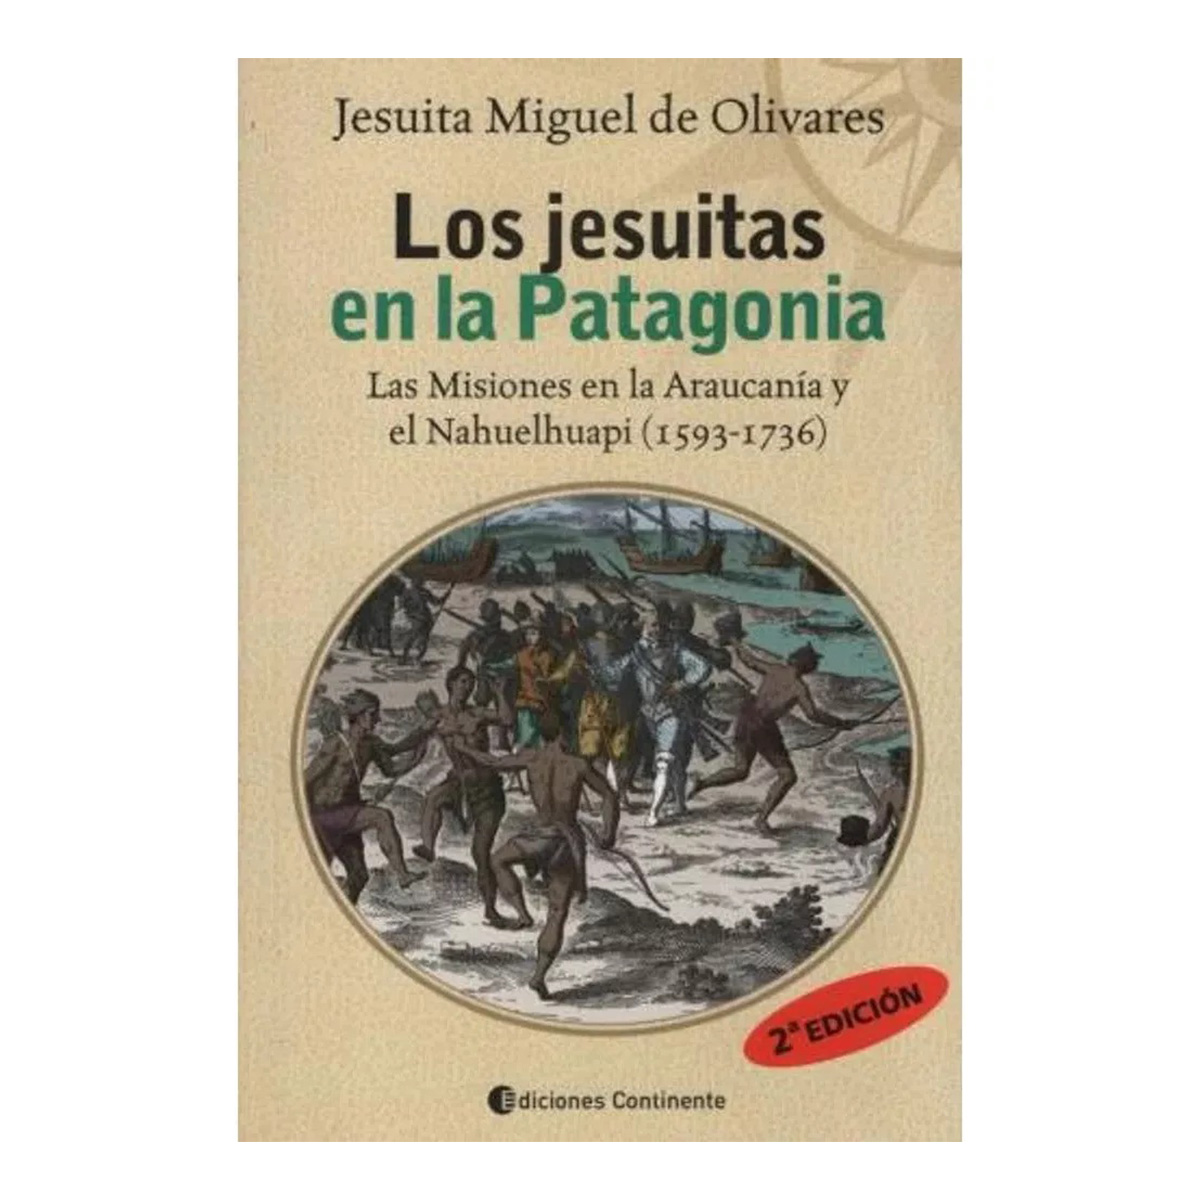 Jesuita Miguel de Olivares
Los jesuitas
en la Patagonia
Las Misiones en la Araucanía y
el Nahuelhuapi (1593-1736)
2ª EDICIÓN
Ediciones Continente